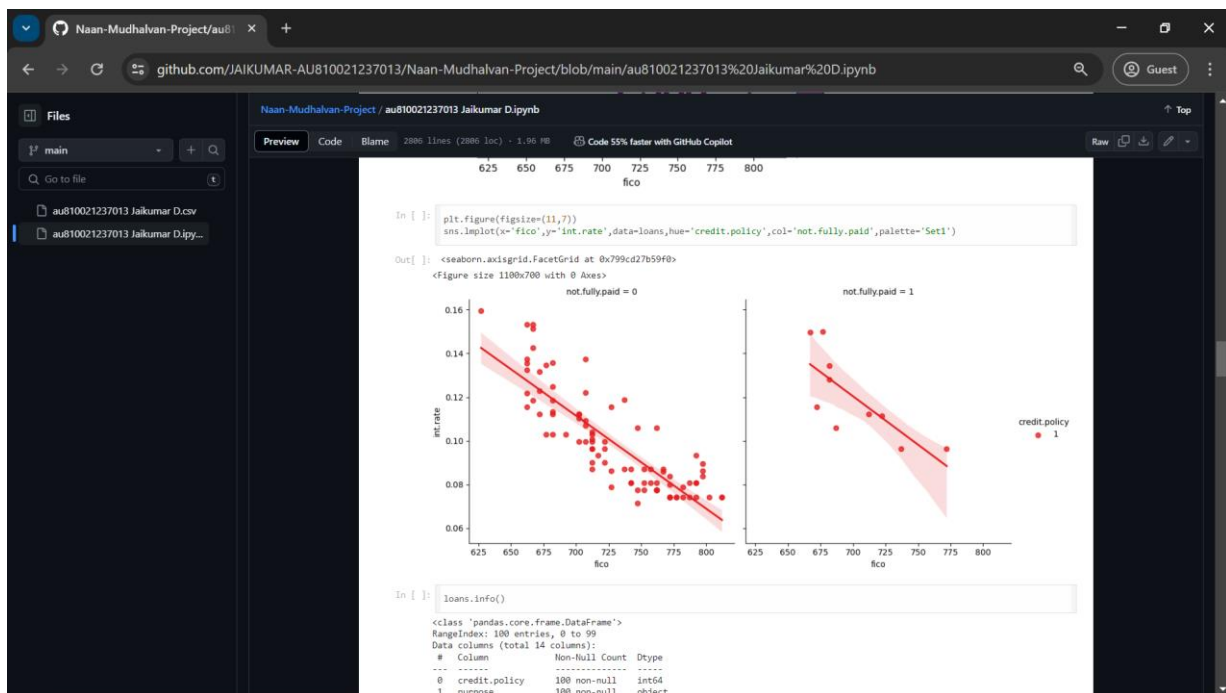 Naan-Mudhalvan-Project/au81
github.com/JAIKUMAR-AU810021237013/Naan-Mudhalvan-Project/blob/main/au810021237013%20Jaikumar%20D.ipynb
Guest
Files
main
Go to file
t
au810021237013 Jaikumar D.csv
au810021237013 Jaikumar D.ipy...
Naan-Mudhalvan-Project / au810021237013 Jaikumar D.ipynb
Top
Preview Code Blame 2806 lines (2806 loc) · 1.96 MB Code 55% faster with GitHub Copilot
Raw
625 650 675 700 725 750 775 800
fico
In [ ]: plt.figure(figsize=(11,7))
sns.lmplot(x='fico',y='int.rate',data=loans,hue='credit.policy',col='not.fully.paid',palette='Set1')
Out[ ]: <seaborn.axisgrid.FacetGrid at 0x799cd27b59f0>
<Figure size 1100x700 with 0 Axes>
not.fully.paid = 0
not.fully.paid = 1
0.16
0.14
0.12
0.10
0.08
0.06
int.rate
625 650 675 700 725 750 775 800
fico
625 650 675 700 725 750 775 800
fico
credit.policy
1
In [ ]: loans.info()
<class 'pandas.core.frame.DataFrame'>
RangeIndex: 100 entries, 0 to 99
Data columns (total 14 columns):
# Column Non-Null Count Dtype
--- ------ -------------- -----
0 credit.policy 100 non-null int64
1 purpose 100 non-null object